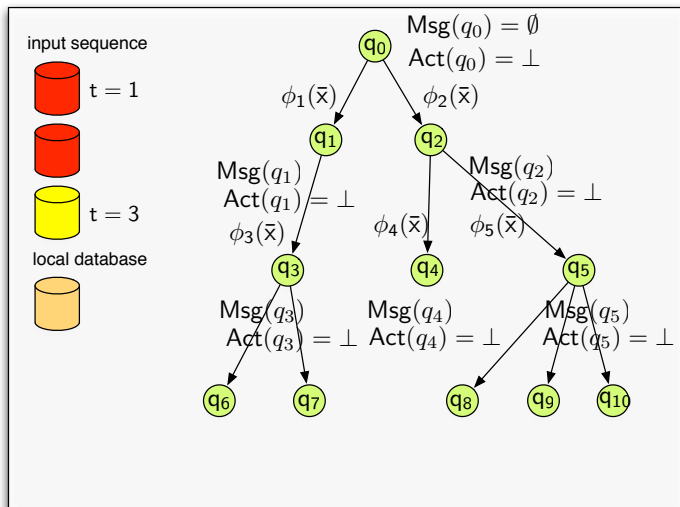 input sequence
t = 1
t = 3
local database
q₀
Msg(q₀) = ∅
Act(q₀) = ⊥
ϕ₁(x̄)
ϕ₂(x̄)
q₁
q₂
Msg(q₁)
Act(q₁) = ⊥
Msg(q₂)
Act(q₂) = ⊥
ϕ₃(x̄)
ϕ₄(x̄)
ϕ₅(x̄)
q₃
q₄
q₅
Msg(q₃)
Act(q₃) = ⊥
Msg(q₄)
Act(q₄) = ⊥
Msg(q₅)
Act(q₅) = ⊥
q₆
q₇
q₈
q₉
q₁₀